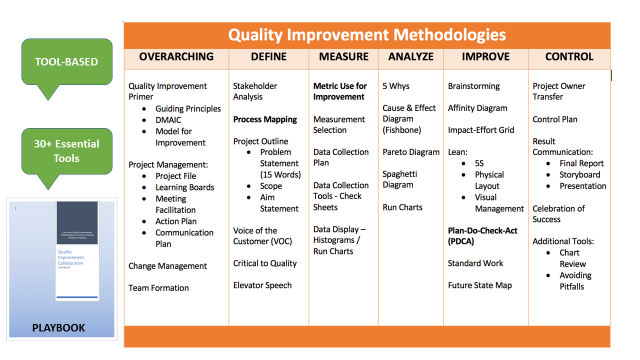 Quality Improvement Methodologies
TOOL-BASED
30+ Essential
Tools
Quality
Improvement
Collaborative
PLAYBOOK
OVERARCHING
Quality Improvement
Primer
• Guiding Principles
• DMAIC
• Model for
Improvement
Project Management:
• Project File
• Learning Boards
• Meeting
Facilitation
• Action Plan
• Communication
Plan
Change Management
Team Formation
DEFINE
Stakeholder
Analysis
Process Mapping
Project Outline
• Problem
Statement
(15 Words)
• Scope
• Aim
Statement
Voice of the
Customer (VOC)
Critical to Quality
Elevator Speech
MEASURE
Metric Use for
Improvement
Measurement
Selection
Data Collection
Plan
Data Collection
Tools - Check
Sheets
Data Display –
Histograms /
Run Charts
ANALYZE
5 Whys
Cause & Effect
Diagram
(Fishbone)
Pareto Diagram
Spaghetti
Diagram
Run Charts
IMPROVE
Brainstorming
Affinity Diagram
Impact-Effort Grid
Lean:
• 5S
• Physical
Layout
• Visual
Management
Plan-Do-Check-Act
(PDCA)
Standard Work
Future State Map
CONTROL
Project Owner
Transfer
Control Plan
Result
Communication:
• Final Report
• Storyboard
• Presentation
Celebration of
Success
Additional Tools:
• Chart
Review
• Avoiding
Pitfalls